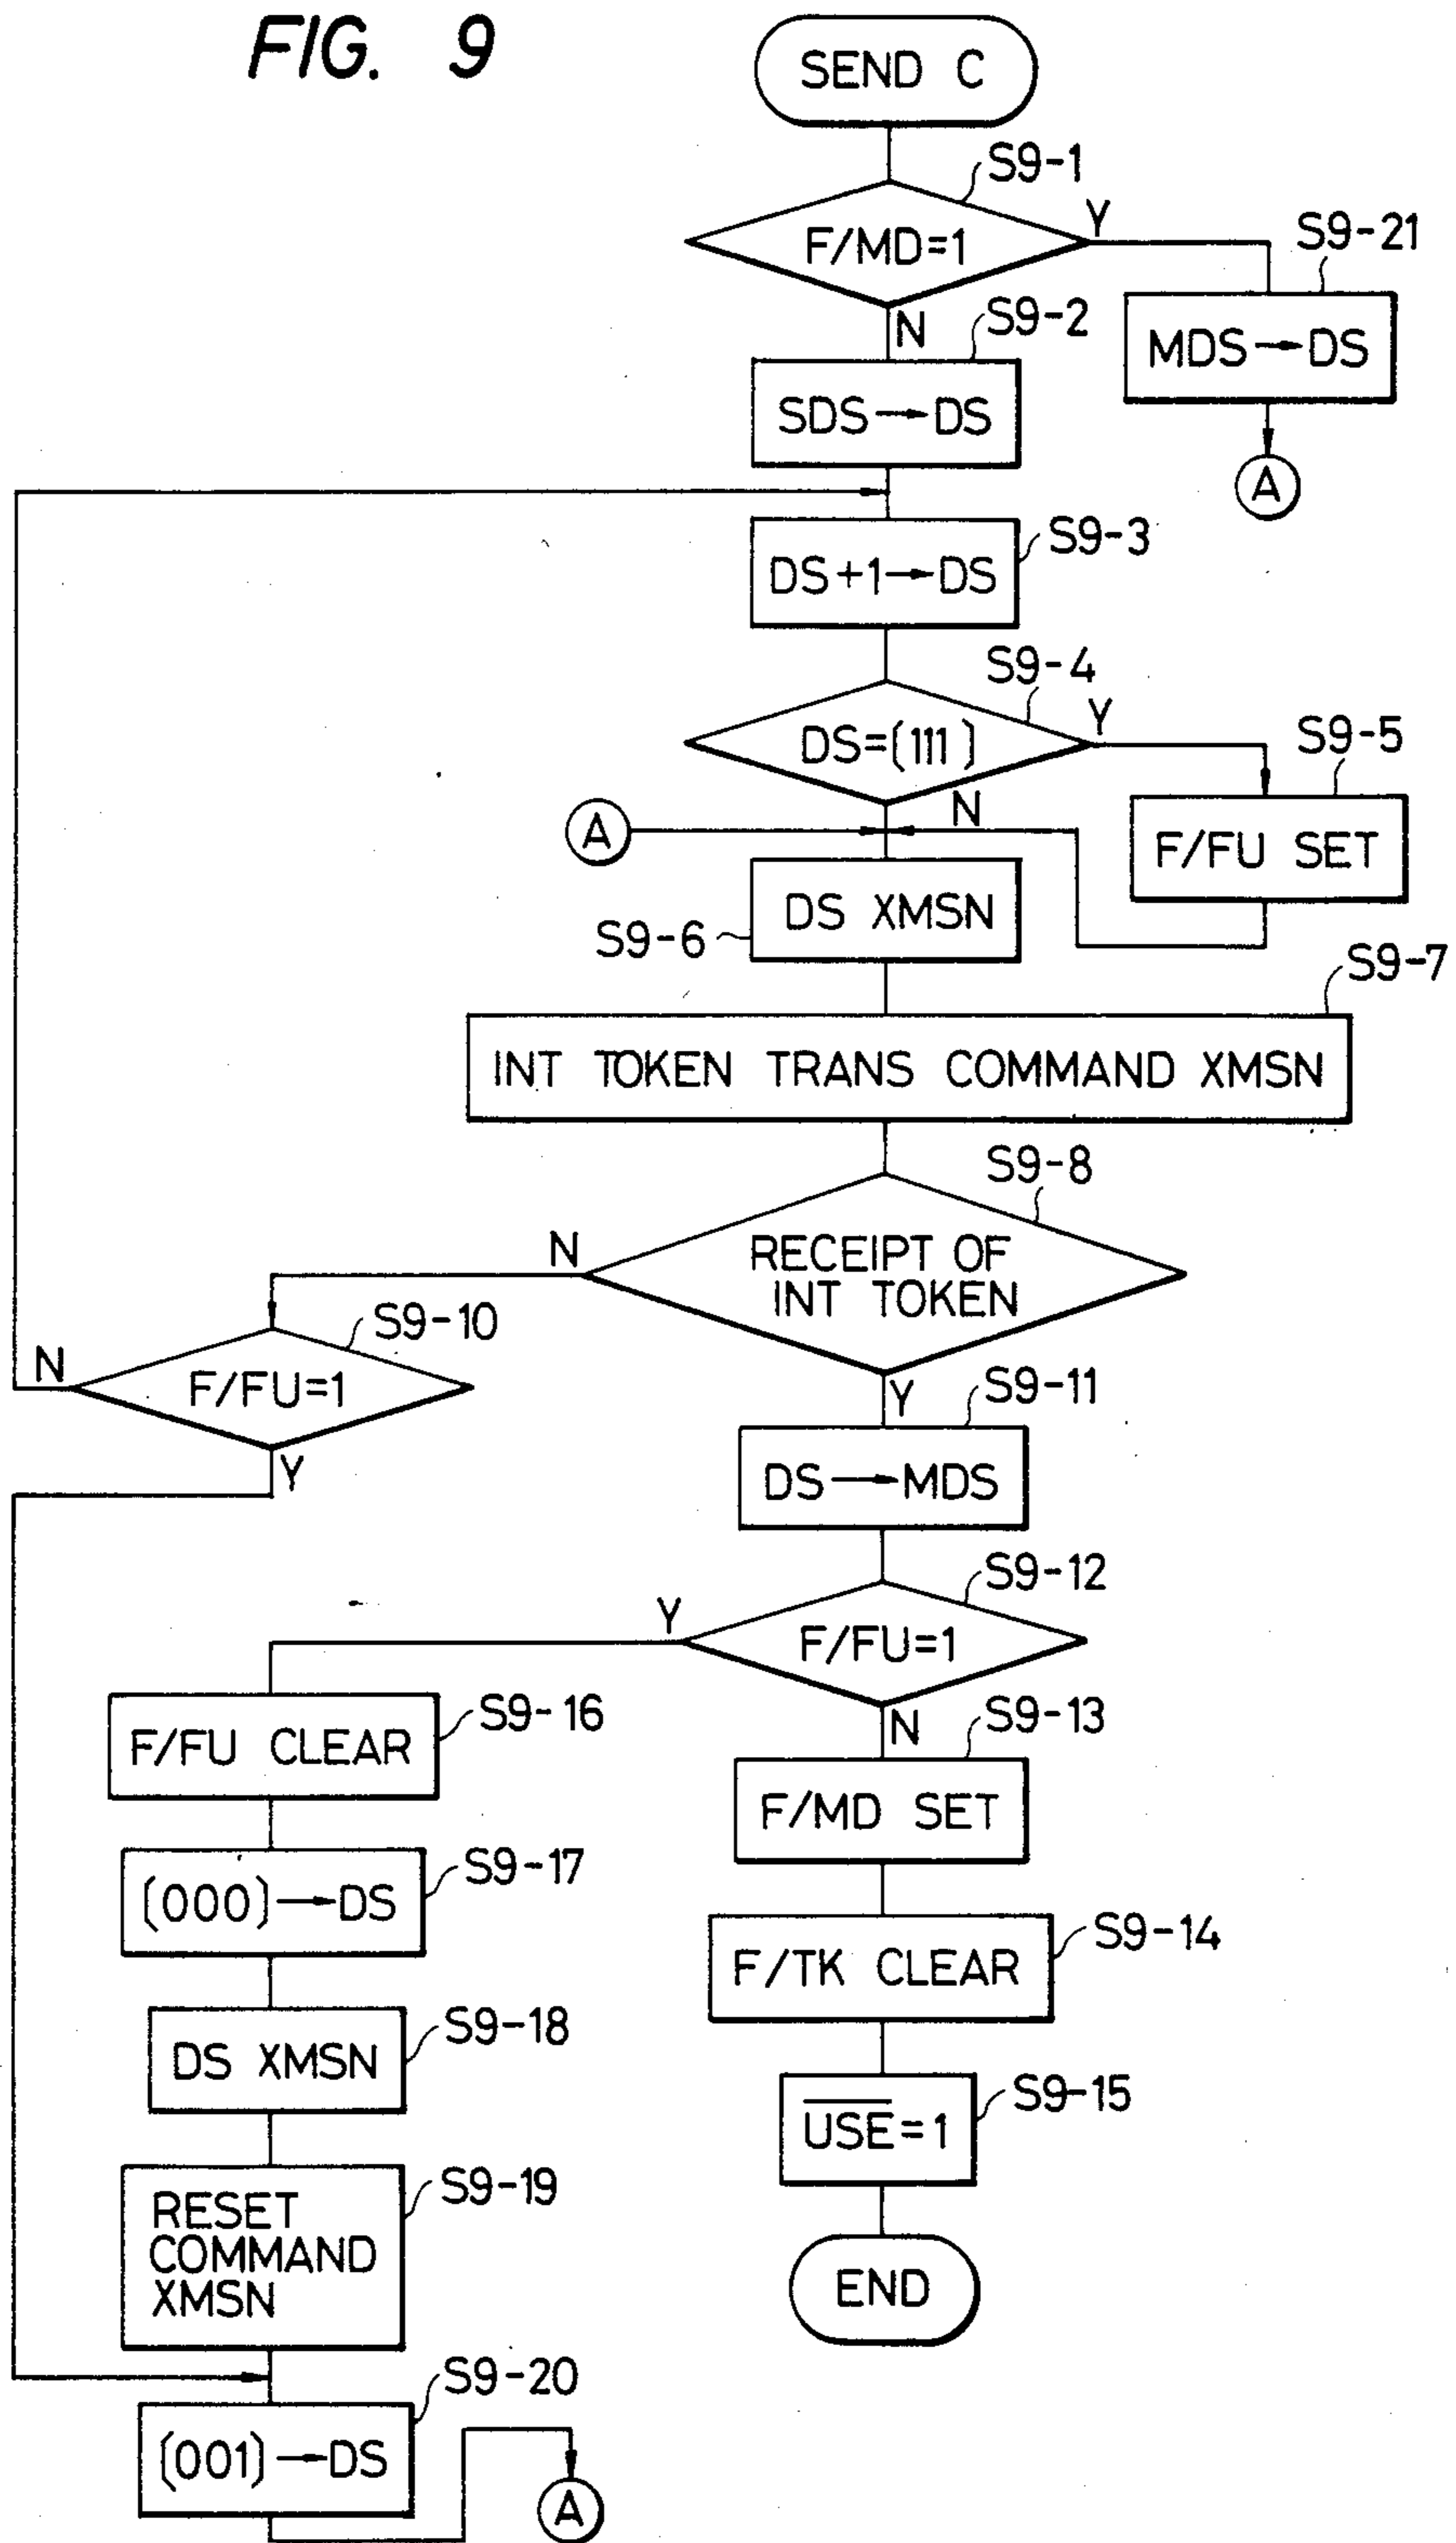 FIG. 9
SEND C
S9-1
F/MD=1
Y
S9-21
MDS→DS
A
N
S9-2
SDS→DS
S9-3
DS+1→DS
S9-4
DS=(111)
Y
S9-5
F/FU SET
N
A
DS XMSN
S9-6
S9-7
INT TOKEN TRANS COMMAND XMSN
S9-8
RECEIPT OF
INT TOKEN
N
S9-10
F/FU=1
N
Y
Y
S9-11
DS→MDS
S9-12
F/FU=1
Y
N
S9-13
F/MD SET
S9-14
F/TK CLEAR
S9-15
U̅S̅E̅=1
END
S9-16
F/FU CLEAR
S9-17
(000)→DS
S9-18
DS XMSN
S9-19
RESET
COMMAND
XMSN
S9-20
(001)→DS
A